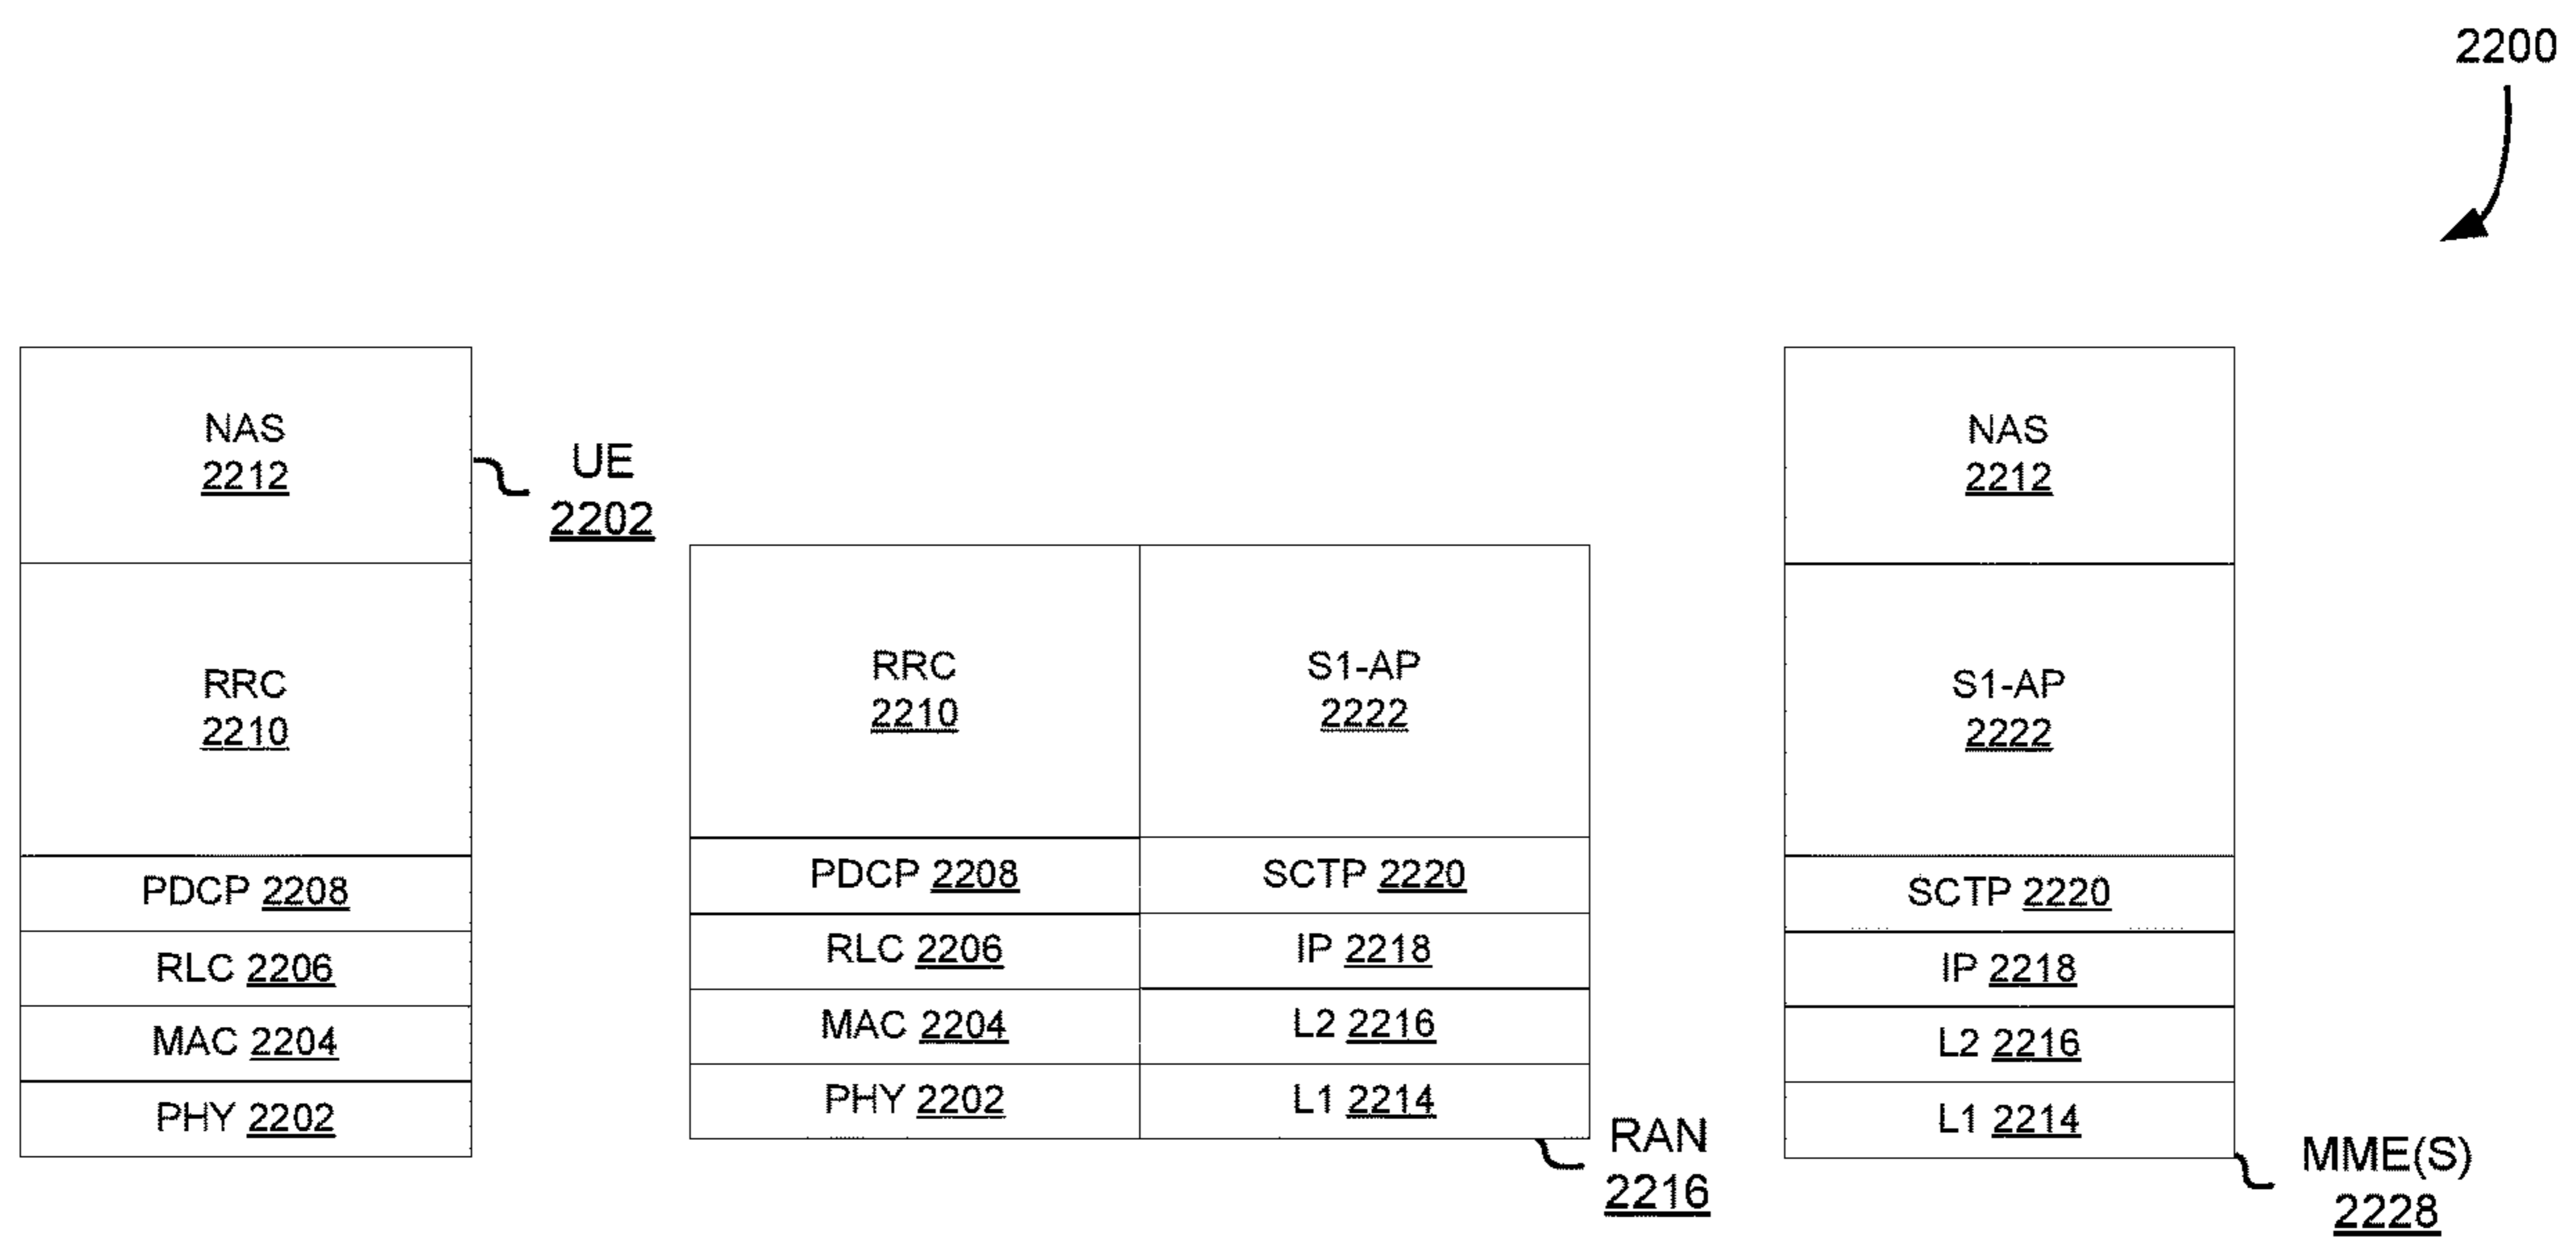 2200
NAS
2212
RRC
2210
PDCP 2208
RLC 2206
MAC 2204
PHY 2202
UE
2202
RRC
2210
PDCP 2208
RLC 2206
MAC 2204
PHY 2202
S1-AP
2222
SCTP 2220
IP 2218
L2 2216
L1 2214
RAN
2216
NAS
2212
S1-AP
2222
SCTP 2220
IP 2218
L2 2216
L1 2214
MME(S)
2228